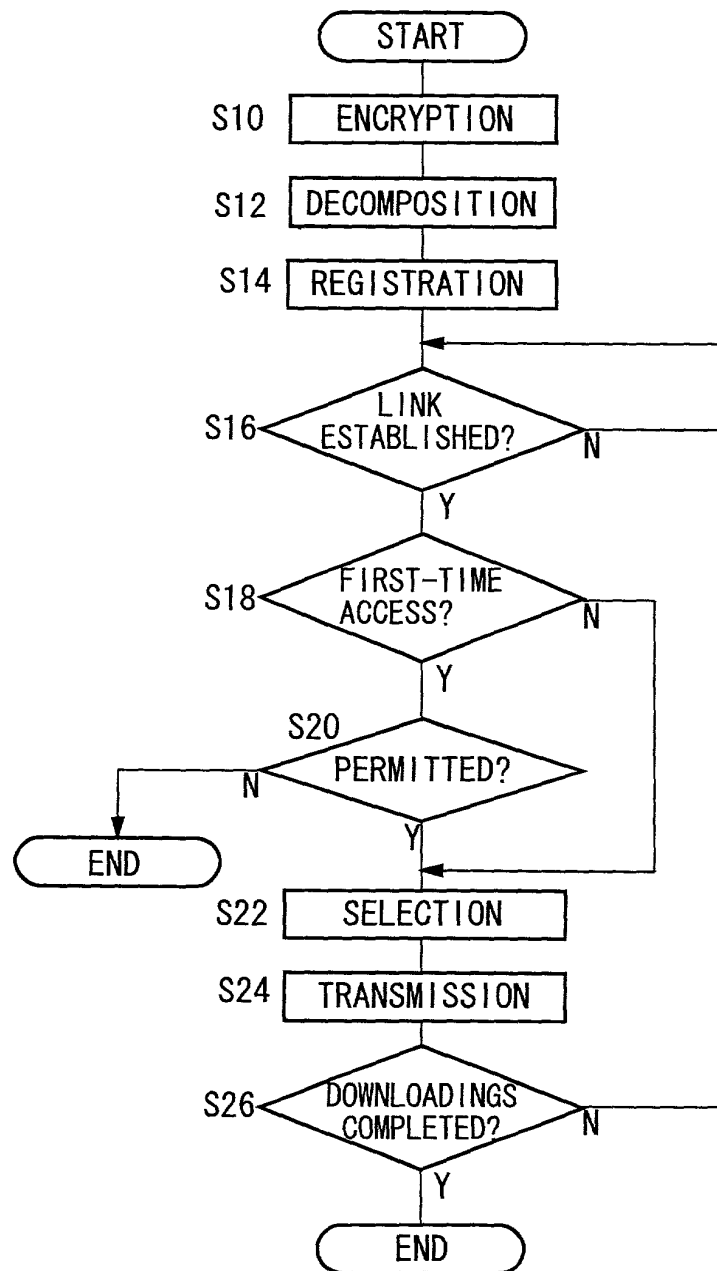 START
S10 ENCRYPTION
S12 DECOMPOSITION
S14 REGISTRATION
LINK
S16 ESTABLISHED?
N
Y
FIRST-TIME
S18 ACCESS?
N
Y
S20
PERMITTED?
N
Y
END
S22 SELECTION
S24 TRANSMISSION
DOWNLOADINGS
S26
COMPLETED?
N
Y
END